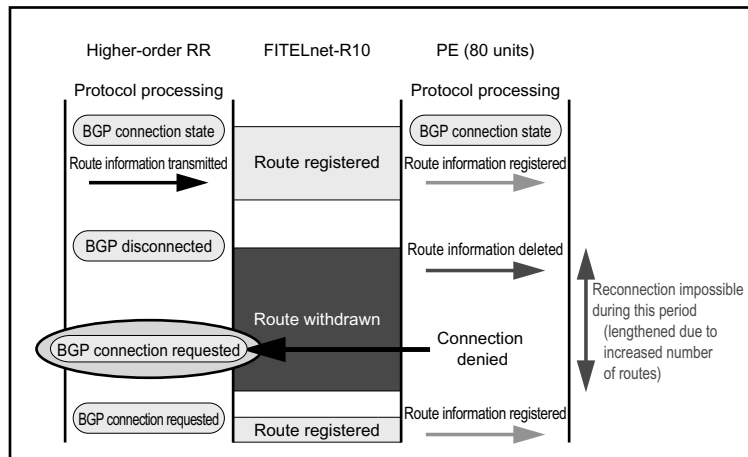 Higher-order RR
FITELnet-R10
PE (80 units)
Protocol processing
Protocol processing
BGP connection state
BGP connection state
Route information transmitted
Route registered
Route information registered
BGP disconnected
Route information deleted
Reconnection impossible
during this period
(lengthened due to
increased number
of routes)
Route withdrawn
Connection
denied
BGP connection requested
BGP connection requested
Route information registered
Route registered